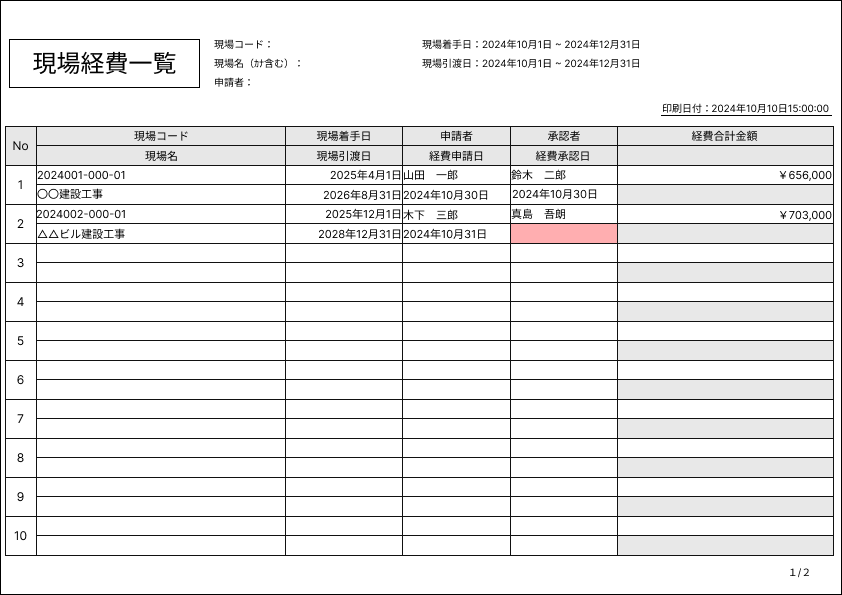 現場経費一覧
現場コード：
現場名（ｶﾅ含む）：
申請者：
現場着手日：2024年10月1日 ~ 2024年12月31日
現場引渡日：2024年10月1日 ~ 2024年12月31日
印刷日付：2024年10月10日15:00:00
No 現場コード 現場着手日 申請者 承認者 経費合計金額
現場名 現場引渡日 経費申請日 経費承認日
1 2024001-000-01 2025年4月1日 山田　一郎 鈴木　二郎 ￥656,000
〇〇建設工事 2026年8月31日 2024年10月30日 2024年10月30日
2 2024002-000-01 2025年12月1日 木下　三郎 真島　吾朗 ￥703,000
△△ビル建設工事 2028年12月31日 2024年10月31日
3
4
5
6
7
8
9
10
1 / 2